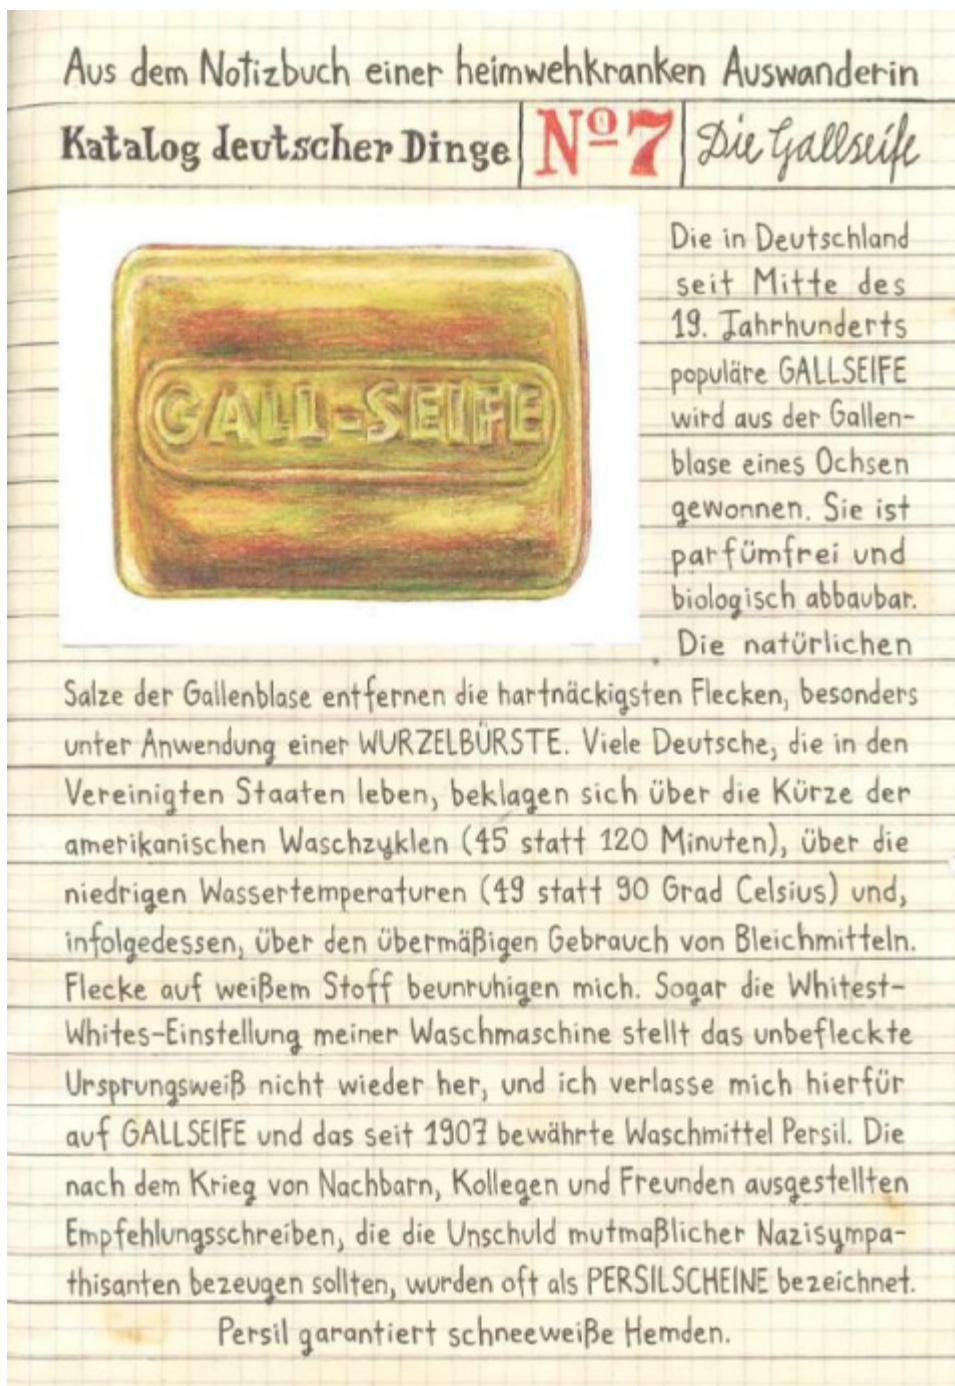 Aus dem Notizbuch einer heimwehkranken Auswanderin
Katalog deutscher Dinge
Nº 7
Die Gallseife
GALL-SEIFE
Die in Deutschland
seit Mitte des
19. Jahrhunderts
populäre GALLSEIFE
wird aus der Gallen-
blase eines Ochsen
gewonnen. Sie ist
parfümfrei und
biologisch abbaubar.
Die natürlichen
Salze der Gallenblase entfernen die hartnäckigsten Flecken, besonders
unter Anwendung einer WURZELBÜRSTE. Viele Deutsche, die in den
Vereinigten Staaten leben, beklagen sich über die Kürze der
amerikanischen Waschzyklen (45 statt 120 Minuten), über die
niedrigen Wassertemperaturen (49 statt 90 Grad Celsius) und,
infolgedessen, über den übermäßigen Gebrauch von Bleichmitteln.
Flecke auf weißem Stoff beunruhigen mich. Sogar die Whitest-
Whites-Einstellung meiner Waschmaschine stellt das unbefleckte
Ursprungsweiß nicht wieder her, und ich verlasse mich hierfür
auf GALLSEIFE und das seit 1907 bewährte Waschmittel Persil. Die
nach dem Krieg von Nachbarn, Kollegen und Freunden ausgestellten
Empfehlungsschreiben, die die Unschuld mutmaßlicher Nazisympa-
thisanten bezeugen sollten, wurden oft als PERSILSCHEINE bezeichnet.
Persil garantiert schneeweiße Hemden.